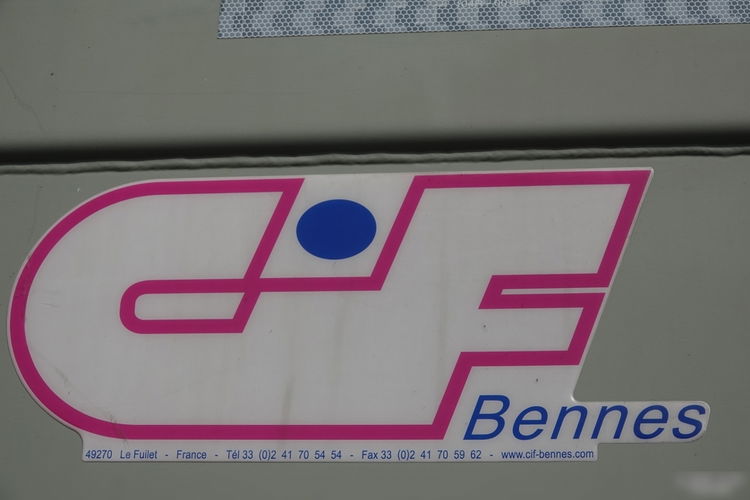 CiF
Bennes
49270 Le Fuilet - France - Tél 33 (0)2 41 70 54 54 - Fax 33 (0)2 41 70 59 62 - www.cif-bennes.com